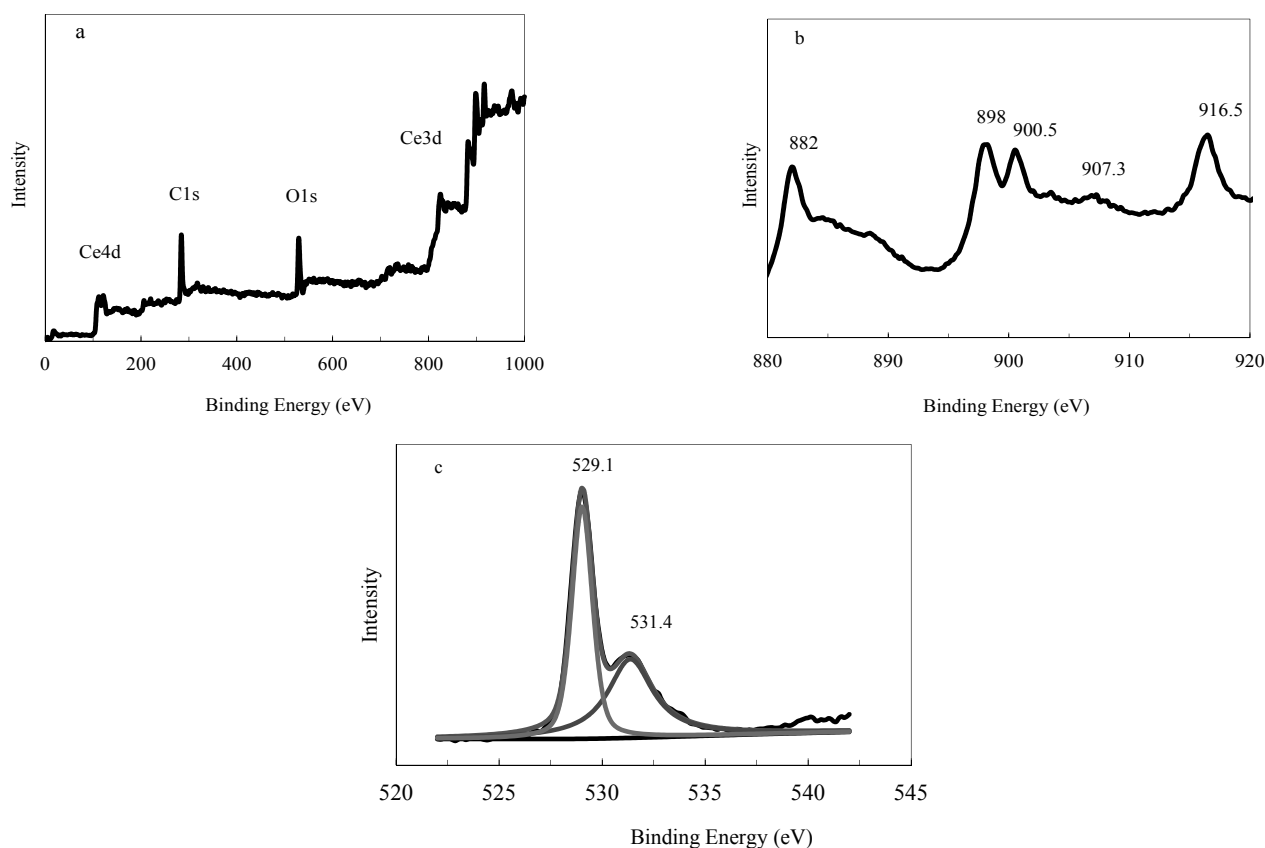 a
Ce3d
C1s
O1s
Ce4d
Intensity
0 200 400 600 800 1000
Binding Energy (eV)
b
916.5
898
900.5
882
907.3
Intensity
880 890 900 910 920
Binding Energy (eV)
c
529.1
531.4
Intensity
520 525 530 535 540 545
Binding Energy (eV)